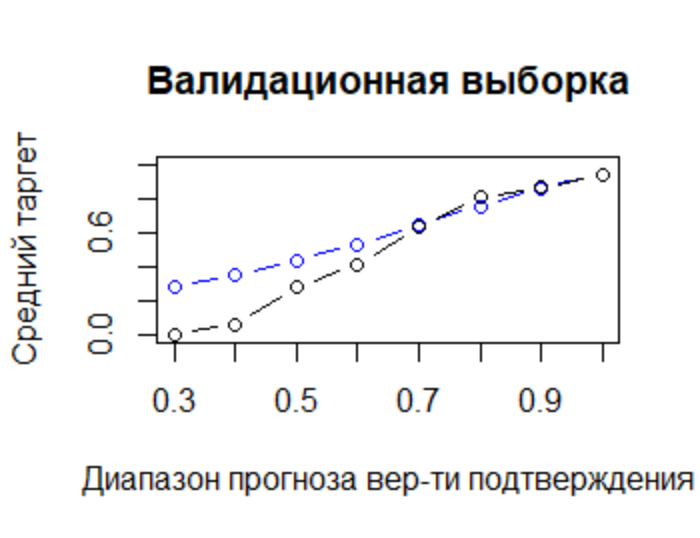 Валидационная выборка
Средний таргет
0.6
0.0
0.3 0.5 0.7 0.9
Диапазон прогноза вер-ти подтверждения